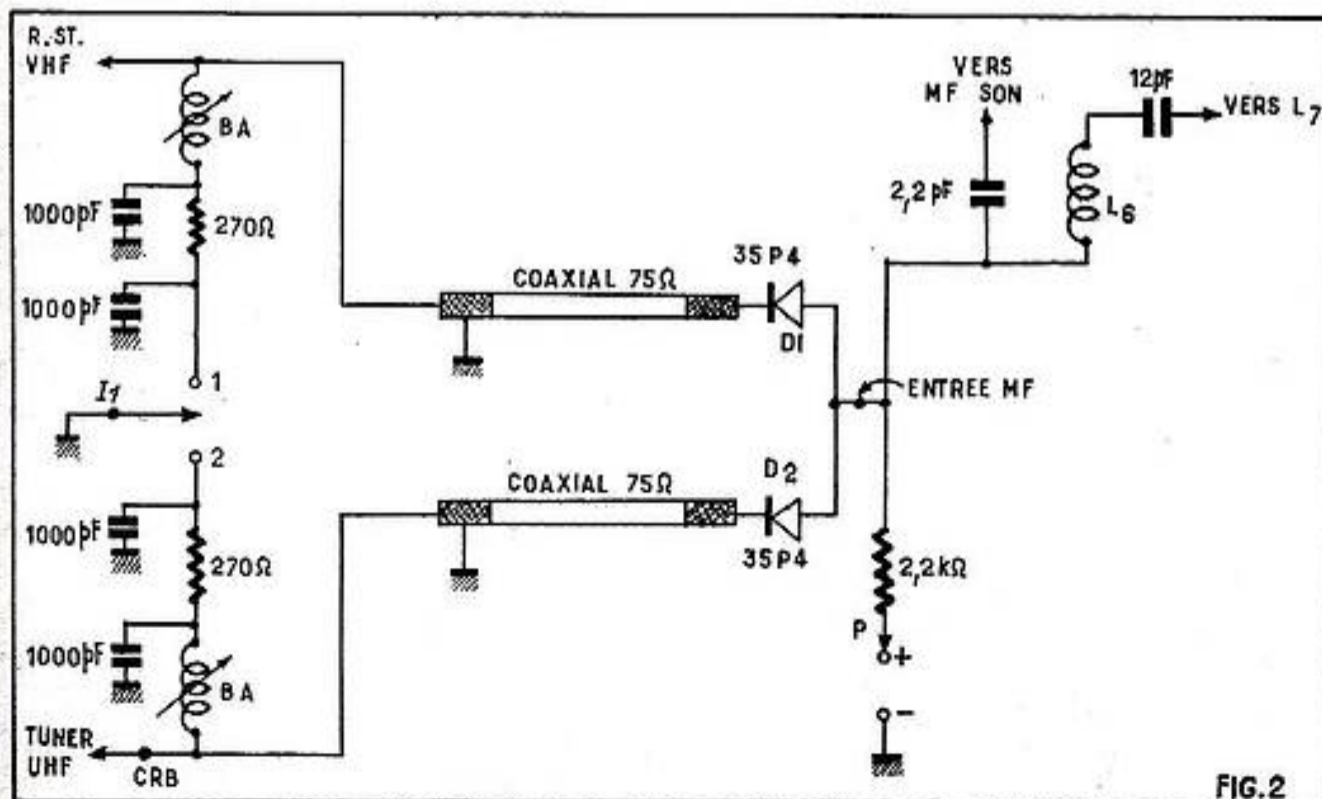 R.ST.
VHF
BA
1000pF
270Ω
1000pF
1
I1
2
1000pF
270Ω
1000pF
BA
TUNER
UHF
CRB
COAXIAL 75Ω
35P4
D1
COAXIAL 75Ω
D2
35P4
VERS
MF SON
12pF
VERS L7
2,2pF
L6
ENTREE MF
2,2kΩ
P
+
-
FIG.2